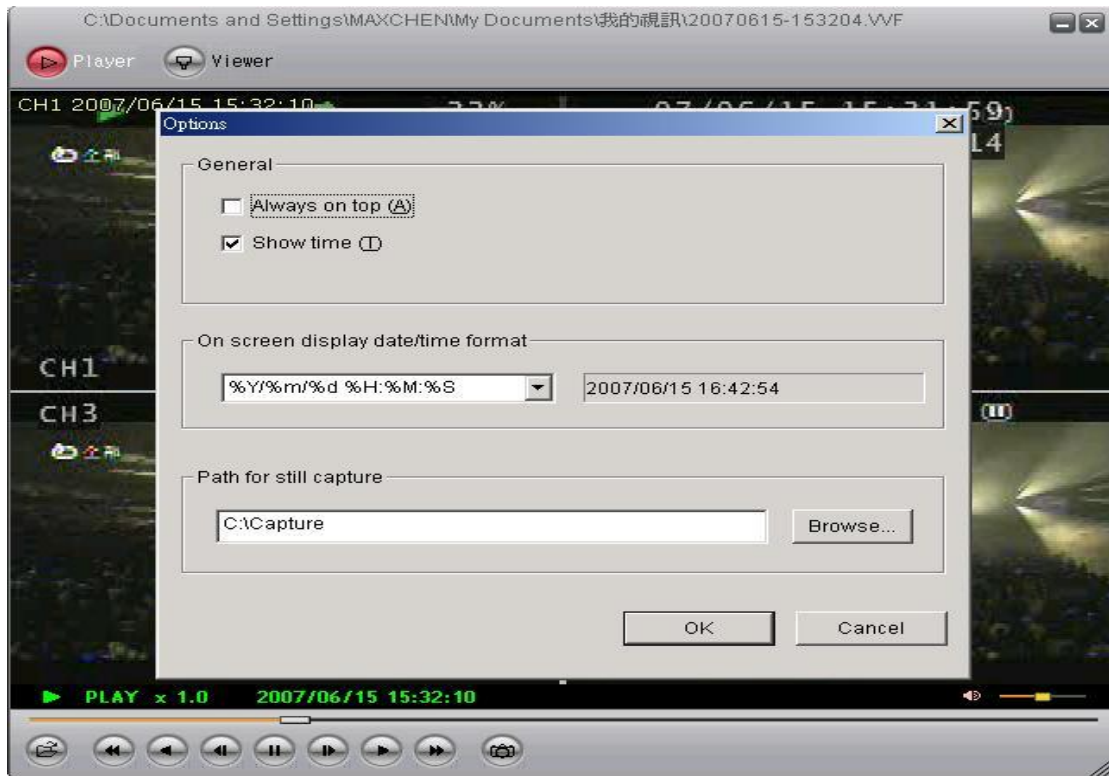 C:\Documents and Settings\MAXCHEN\My Documents\我的視訊\20070615-153204.VVF
Player Viewer
CH1 2007/06/15 15:32:10
Options
General
Always on top (A)
Show time (T)
On screen display date/time format
%Y/%m/%d %H:%M:%S 2007/06/15 16:42:54
CH1
CH3
Path for still capture
C:\Capture Browse...
OK Cancel
PLAY x 1.0 2007/06/15 15:32:10